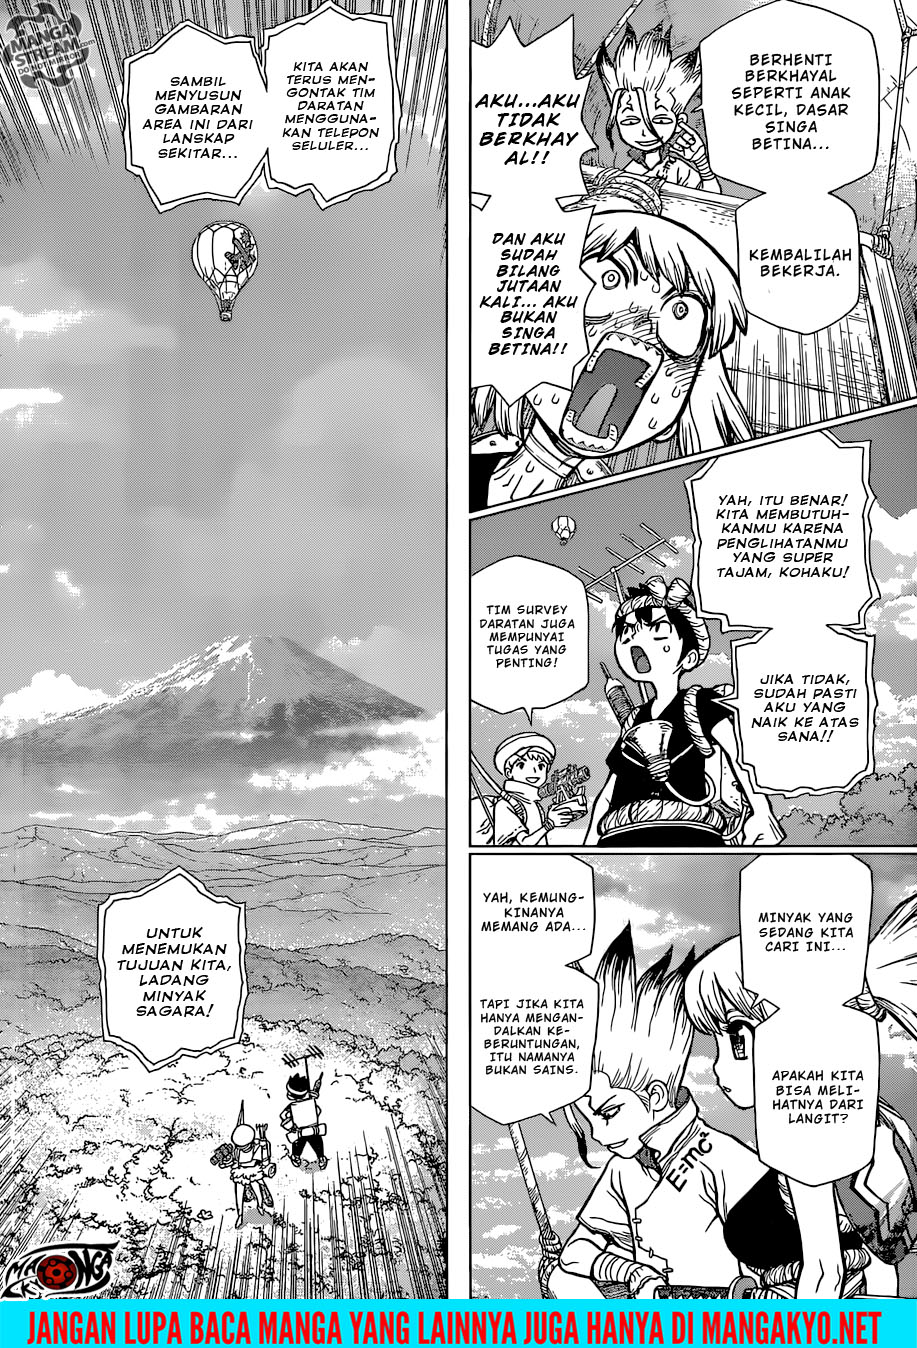 BERHENTI
BERKHAYAL
SEPERTI ANAK
KECIL, DASAR
SINGA
BETINA...
KEMBALILAH
BEKERJA.
AKU...AKU
TIDAK
BERKHAY
AL!!
DAN AKU
SUDAH
BILANG
JUTAAN
KALI... AKU
BUKAN
SINGA
BETINA!!
YAH, ITU BENAR!
KITA MEMBUTUH-
KANMU KARENA
PENGLIHATANMU
YANG SUPER
TAJAM, KOHAKU!
JIKA TIDAK,
SUDAH PASTI
AKU YANG
NAIK KE ATAS
SANA!!
TIM SURVEY
DARATAN JUGA
MEMPUNYAI
TUGAS YANG
PENTING!
MINYAK YANG
SEDANG KITA
CARI INI...
APAKAH KITA
BISA MELI-
HATNYA DARI
LANGIT?
YAH, KEMUNG-
KINANYA
MEMANG ADA...
TAPI JIKA KITA
HANYA MENGAN-
DALKAN KE-
BERUNTUNGAN,
ITU NAMANYA
BUKAN SAINS.
E=mc²
KITA AKAN
TERUS MEN-
GONTAK TIM
DARATAN
MENGGUNA-
KAN TELEPON
SELULER...
SAMBIL
MENYUSUN
GAMBARAN
AREA INI DARI
LANSKAP
SEKITAR...
UNTUK
MENEMUKAN
TUJUAN KITA,
LADANG
MINYAK
SAGARA!
MANGA
STREAM
MANGA
KYO
JANGAN LUPA BACA MANGA YANG LAINNYA JUGA HANYA DI MANGAKYO.NET